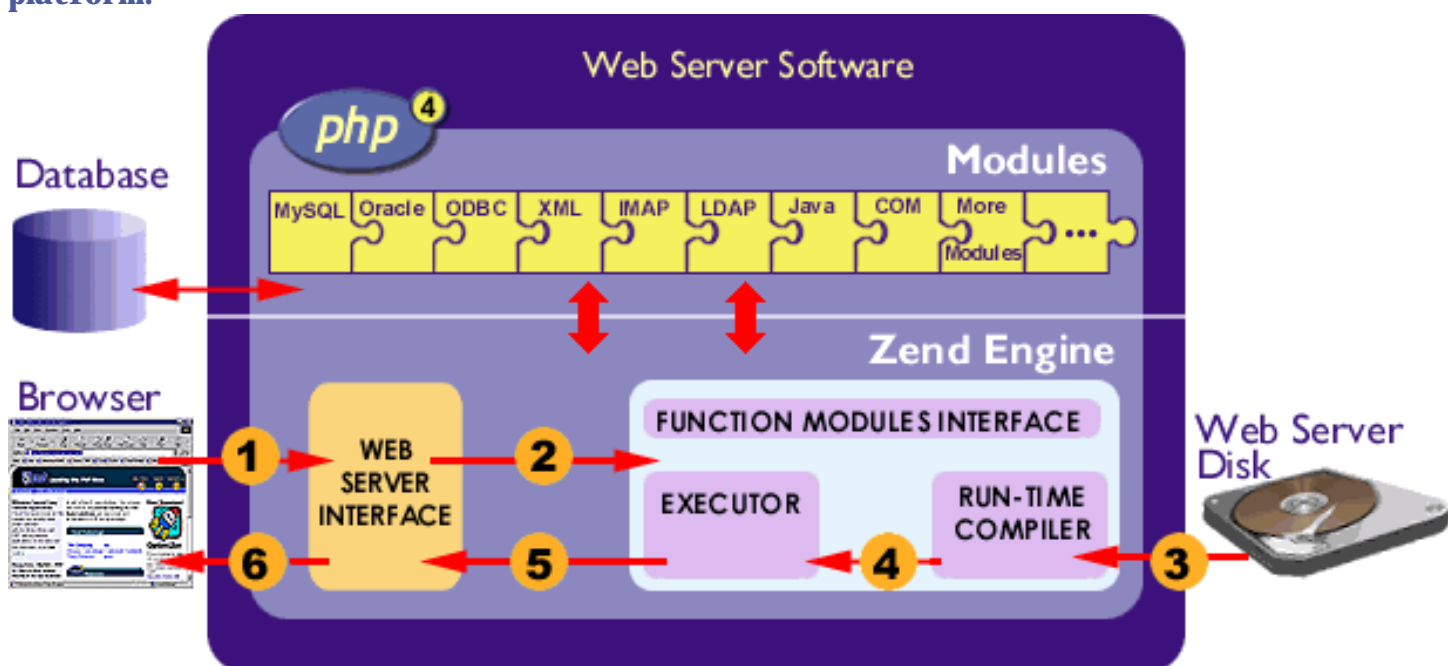 platform.
Web Server Software
php 4
Modules
Database
MySQL Oracle ODBC XML IMAP LDAP Java COM More Modules ...
Zend Engine
Browser
FUNCTION MODULES INTERFACE
Web Server
Disk
1
WEB
SERVER
INTERFACE
2
EXECUTOR
RUN-TIME
COMPILER
6
5
4
3